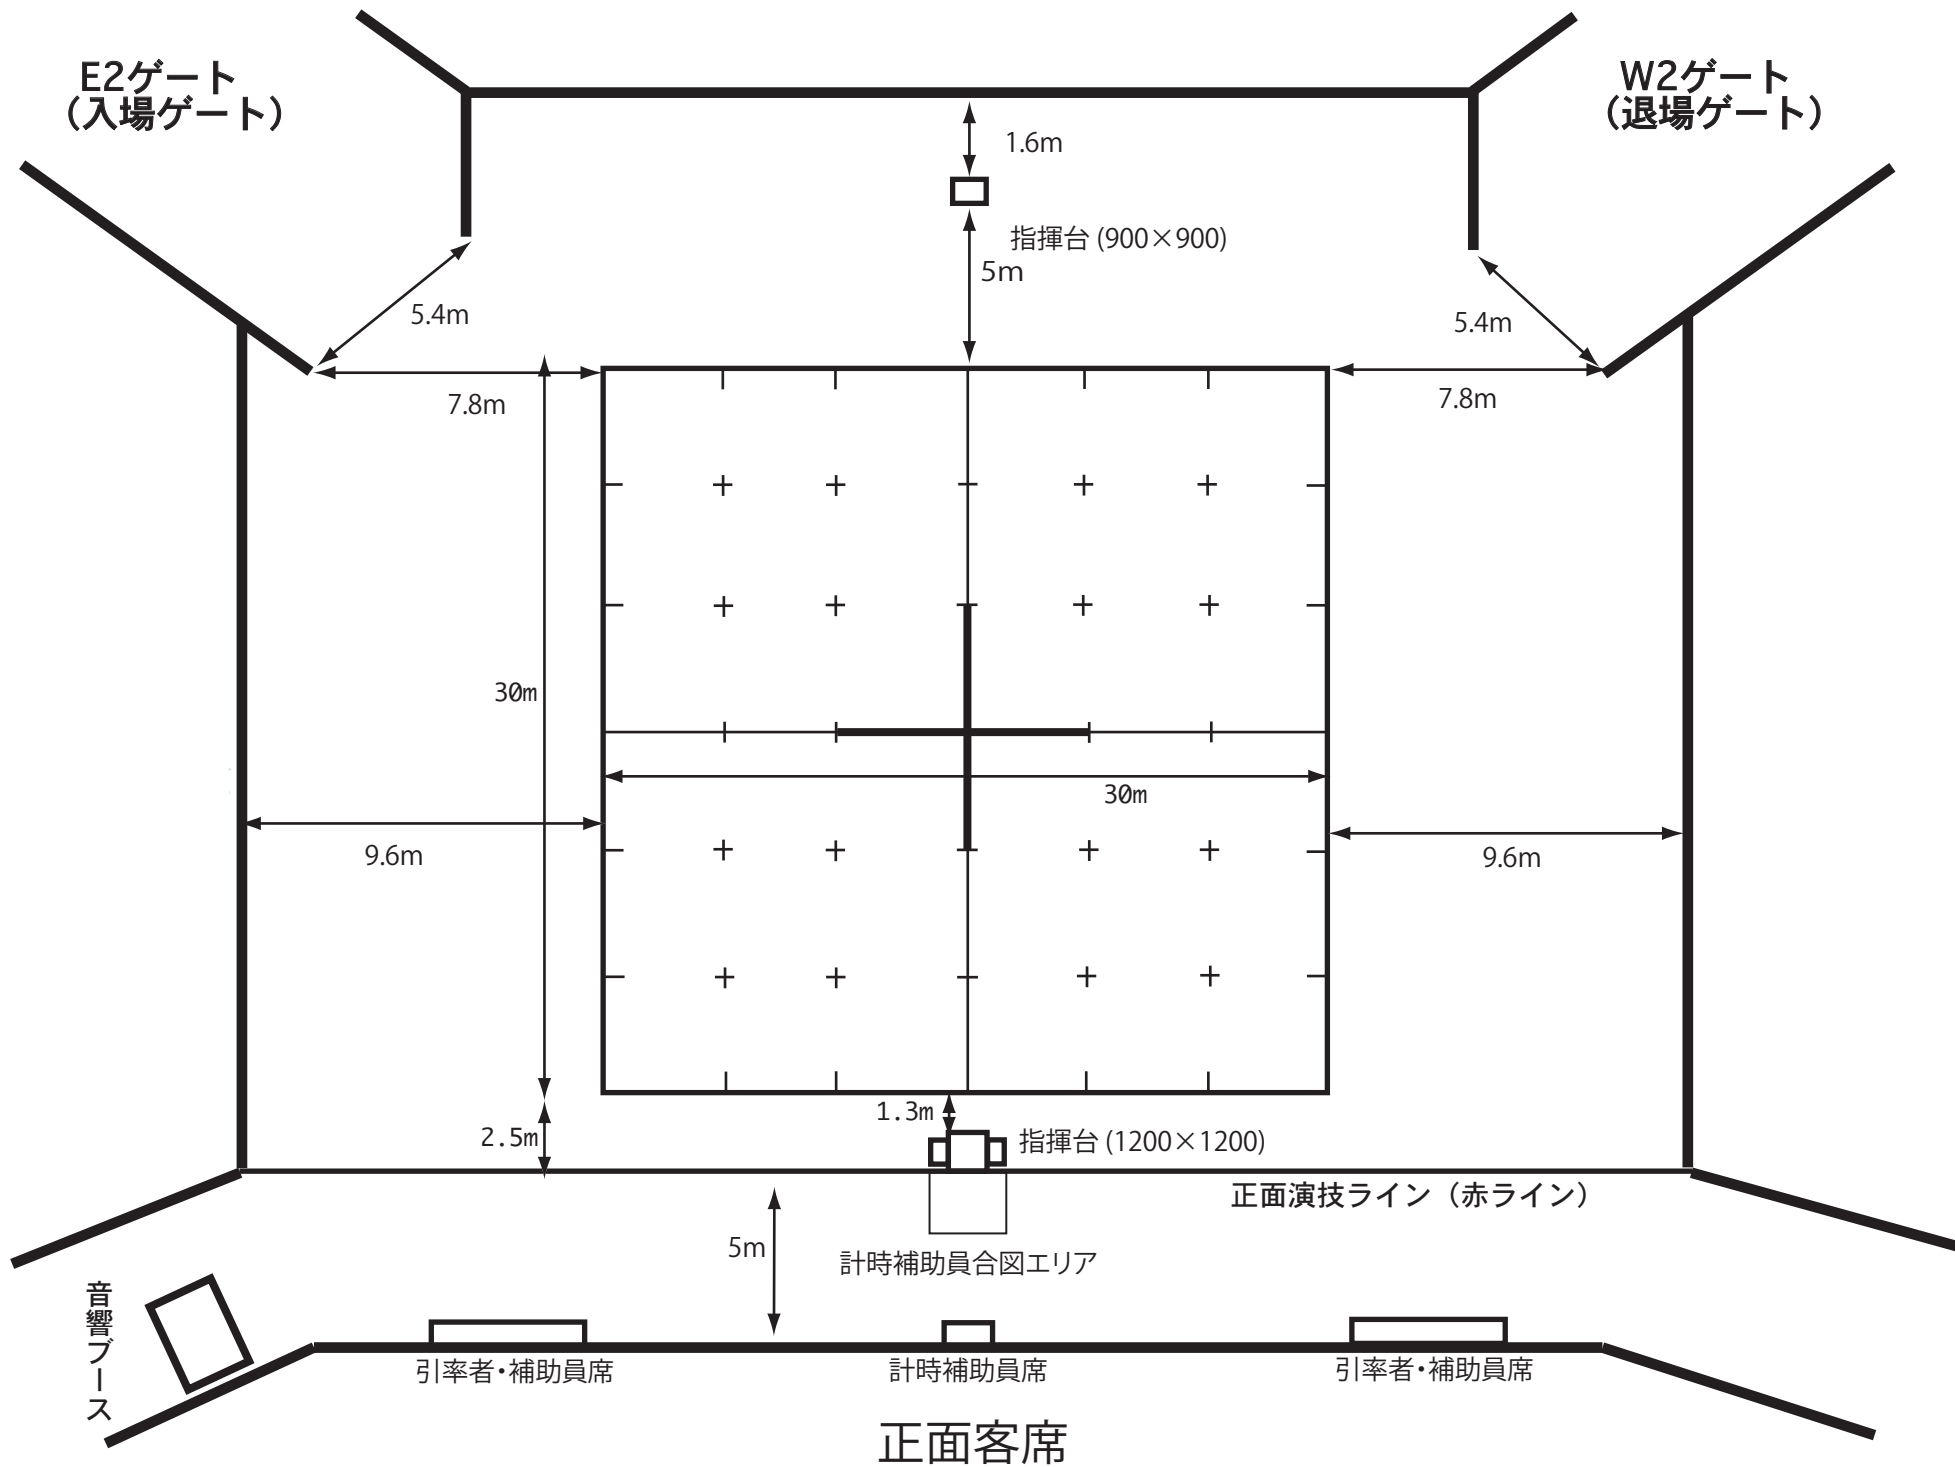 E2ゲート
（入場ゲート）
W2ゲート
（退場ゲート）
1.6m
指揮台 (900×900)
5m
5.4m
5.4m
7.8m
7.8m
30m
30m
9.6m
9.6m
1.3m
2.5m
指揮台 (1200×1200)
正面演技ライン（赤ライン）
5m
計時補助員合図エリア
音響ブース
引率者・補助員席
計時補助員席
引率者・補助員席
正面客席